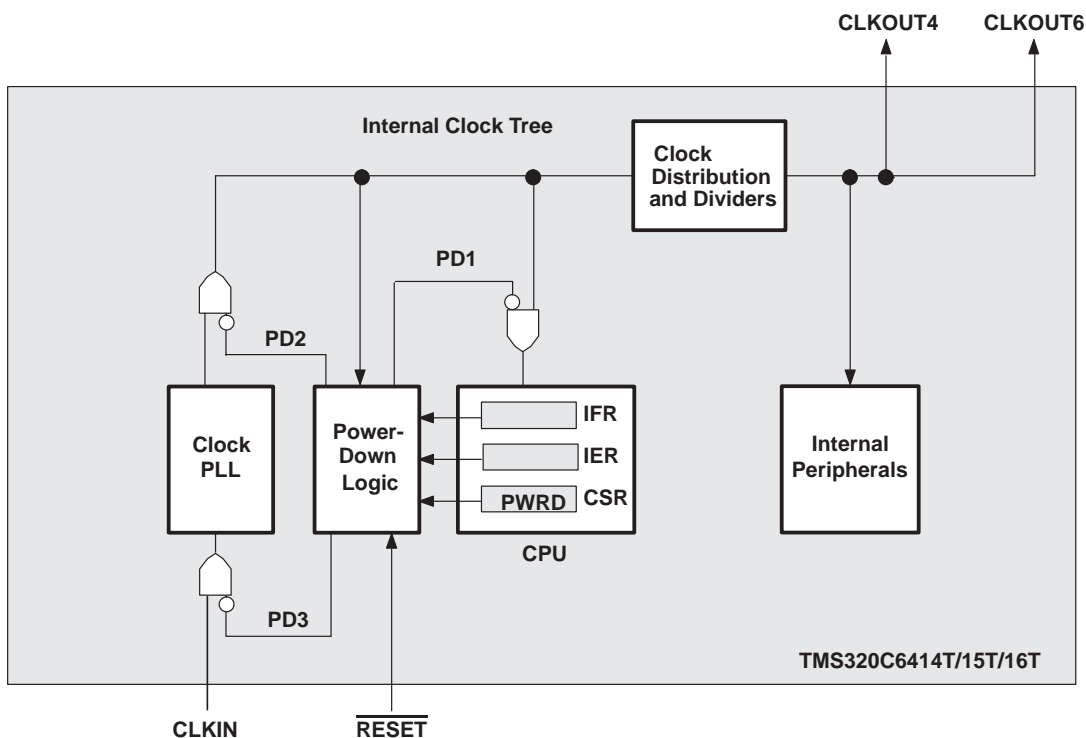 CLKOUT4 CLKOUT6
Internal Clock Tree
Clock
Distribution
and Dividers
PD1
PD2
Clock
PLL
Power-
Down
Logic
IFR
IER
PWRD CSR
CPU
Internal
Peripherals
PD3
TMS320C6414T/15T/16T
CLKIN
RESET